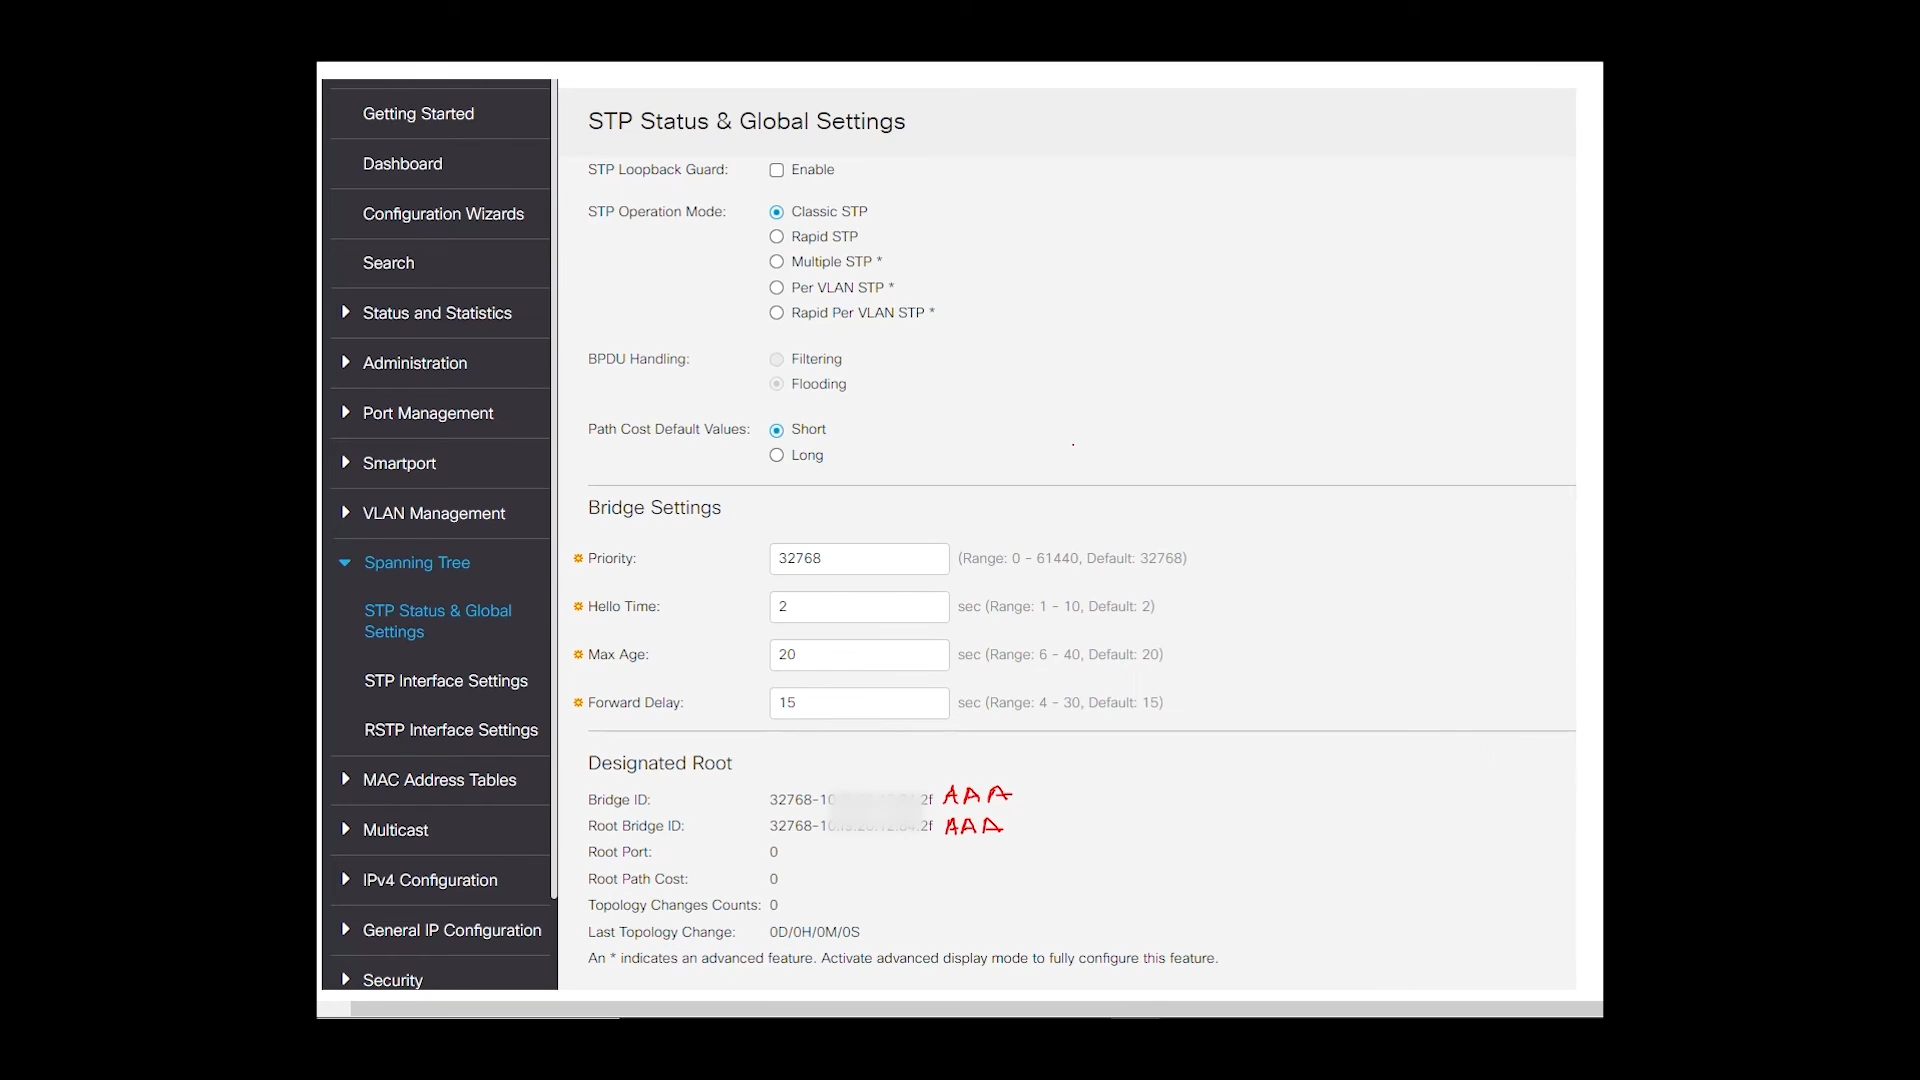 Getting Started
Dashboard
Configuration Wizards
Search
Status and Statistics
Administration
Port Management
Smartport
VLAN Management
Spanning Tree
STP Status & Global
Settings
STP Interface Settings
RSTP Interface Settings
MAC Address Tables
Multicast
IPv4 Configuration
General IP Configuration
Security
STP Status & Global Settings
STP Loopback Guard: Enable
STP Operation Mode: Classic STP
Rapid STP
Multiple STP *
Per VLAN STP *
Rapid Per VLAN STP *
BPDU Handling: Filtering
Flooding
Path Cost Default Values: Short
Long
Bridge Settings
Priority: 32768 (Range: 0 - 61440, Default: 32768)
Hello Time: 2 sec (Range: 1 - 10, Default: 2)
Max Age: 20 sec (Range: 6 - 40, Default: 20)
Forward Delay: 15 sec (Range: 4 - 30, Default: 15)
Designated Root
Bridge ID: 32768-10 2f AAA
Root Bridge ID: 32768-10 2f AAA
Root Port: 0
Root Path Cost: 0
Topology Changes Counts: 0
Last Topology Change: 0D/0H/0M/0S
An * indicates an advanced feature. Activate advanced display mode to fully configure this feature.